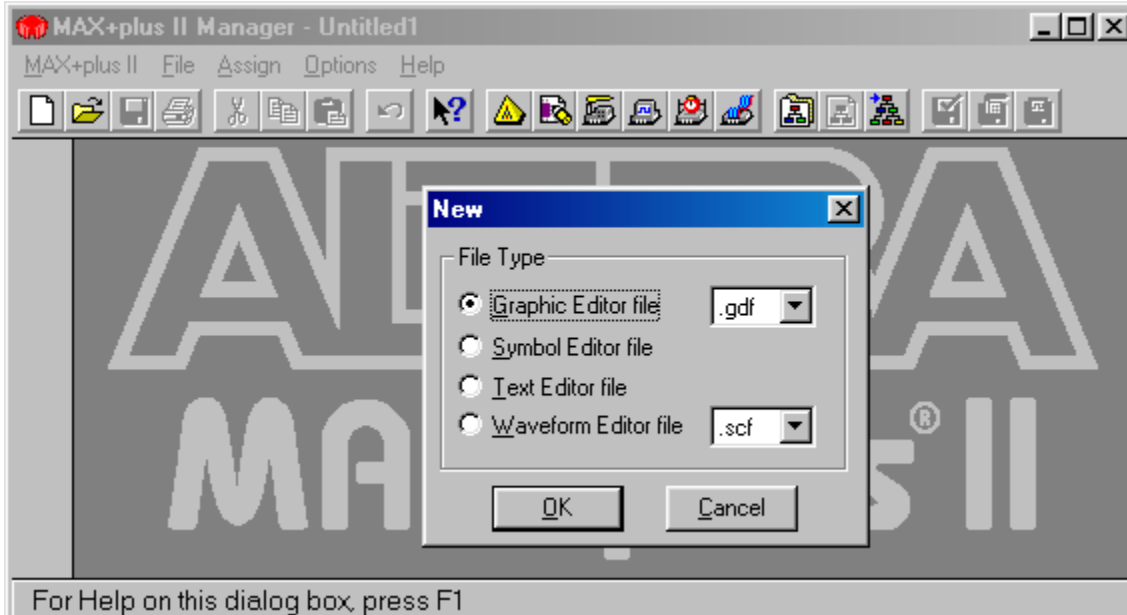 MAX+plus II Manager - Untitled1
MAX+plus II File Assign Options Help
New
File Type
Graphic Editor file .gdf
Symbol Editor file
Text Editor file
Waveform Editor file .scf
OK Cancel
® II
For Help on this dialog box, press F1